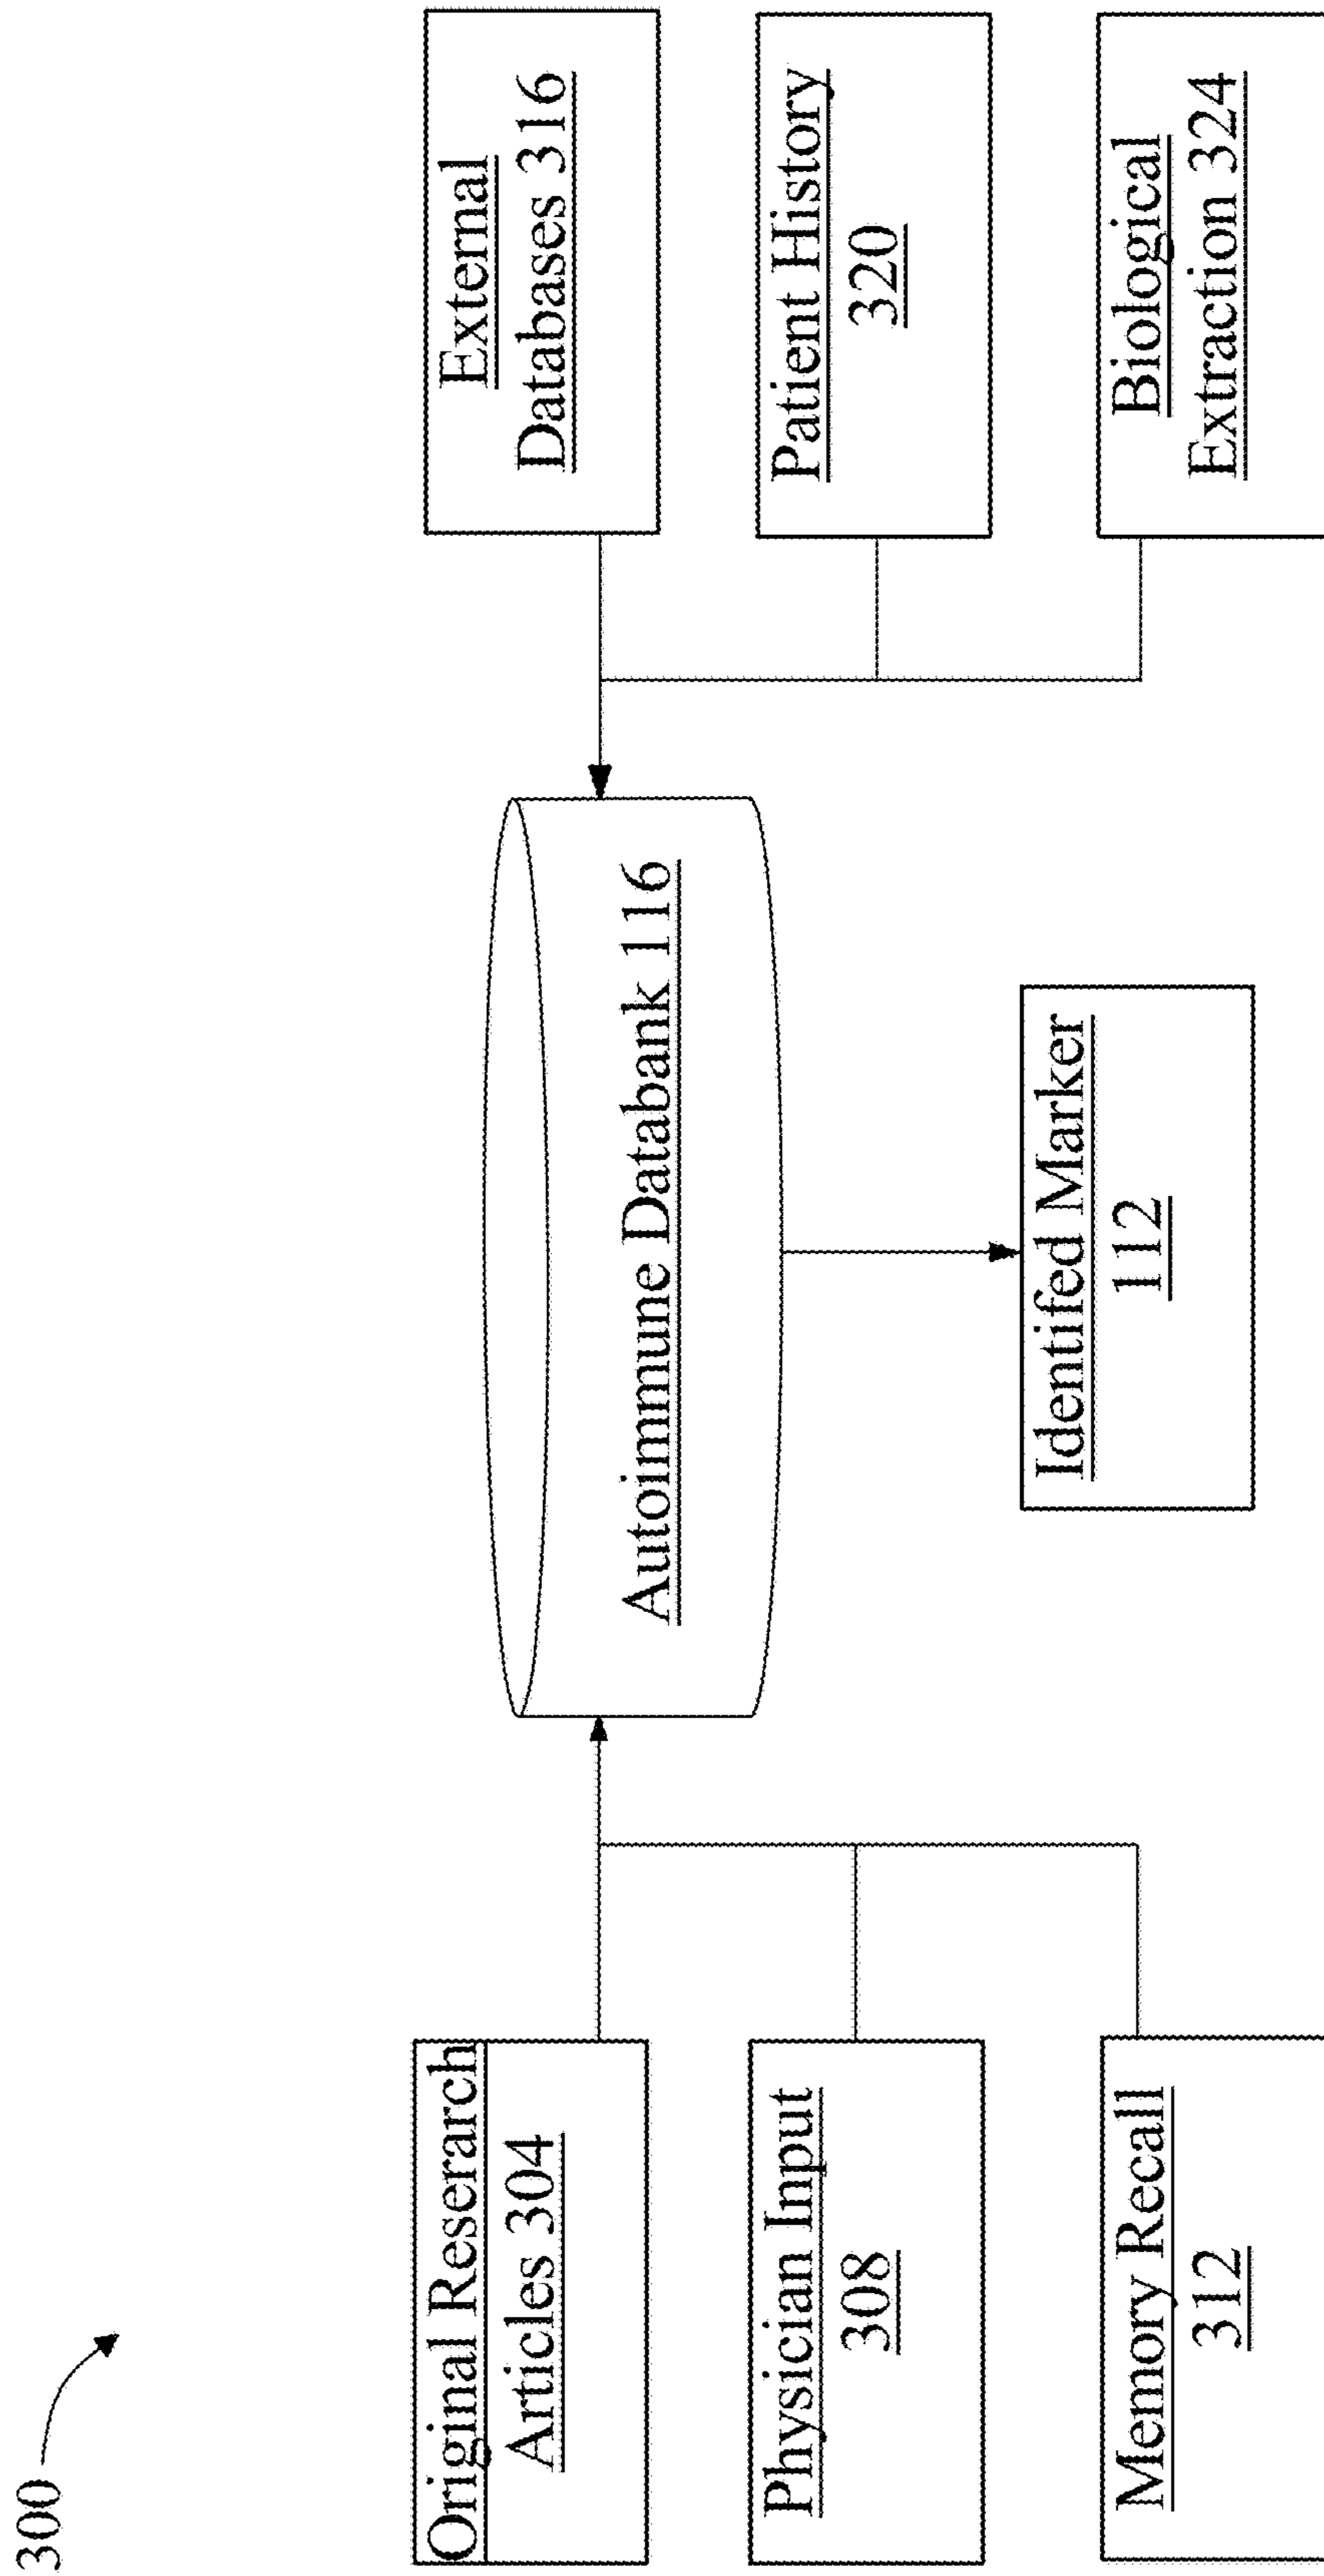 300
Original Reserarch
Articles 304
Physician Input
308
Memory Recall
312
Autoimmune Databank 116
Identifed Marker
112
External
Databases 316
Patient History
320
Biological
Extraction 324